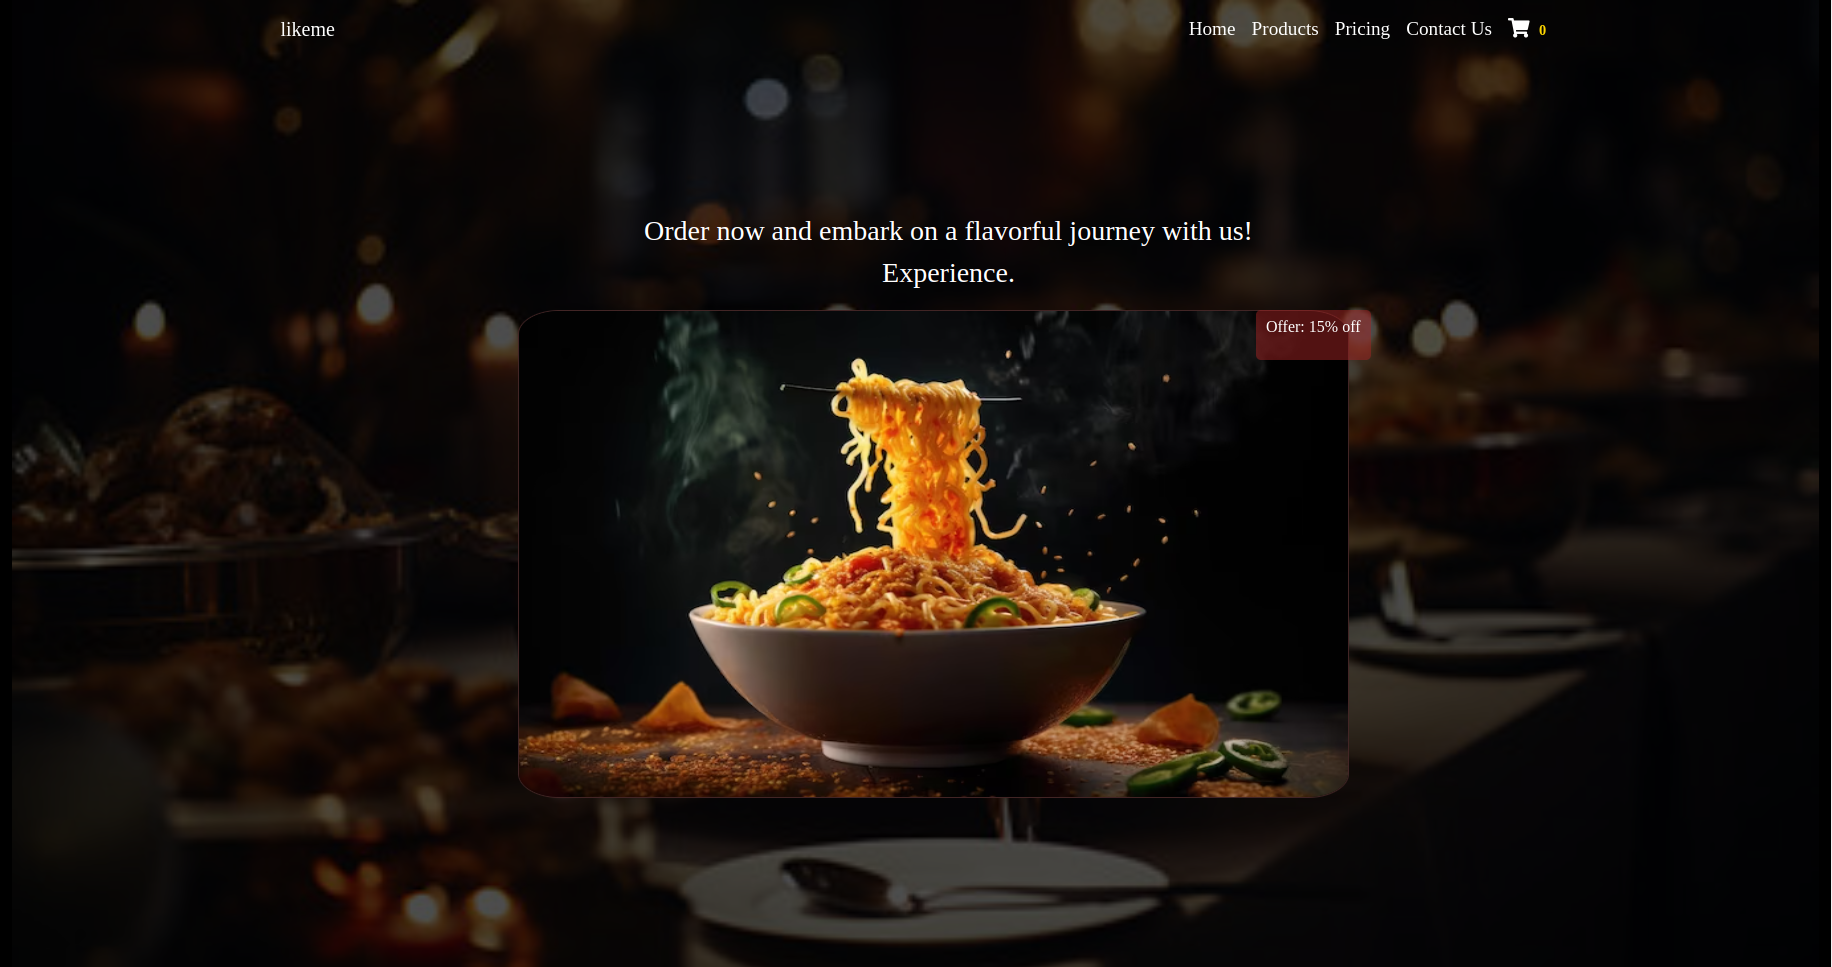 likeme
Home Products Pricing Contact Us 0
Order now and embark on a flavorful journey with us!
Experience.
Offer: 15% off